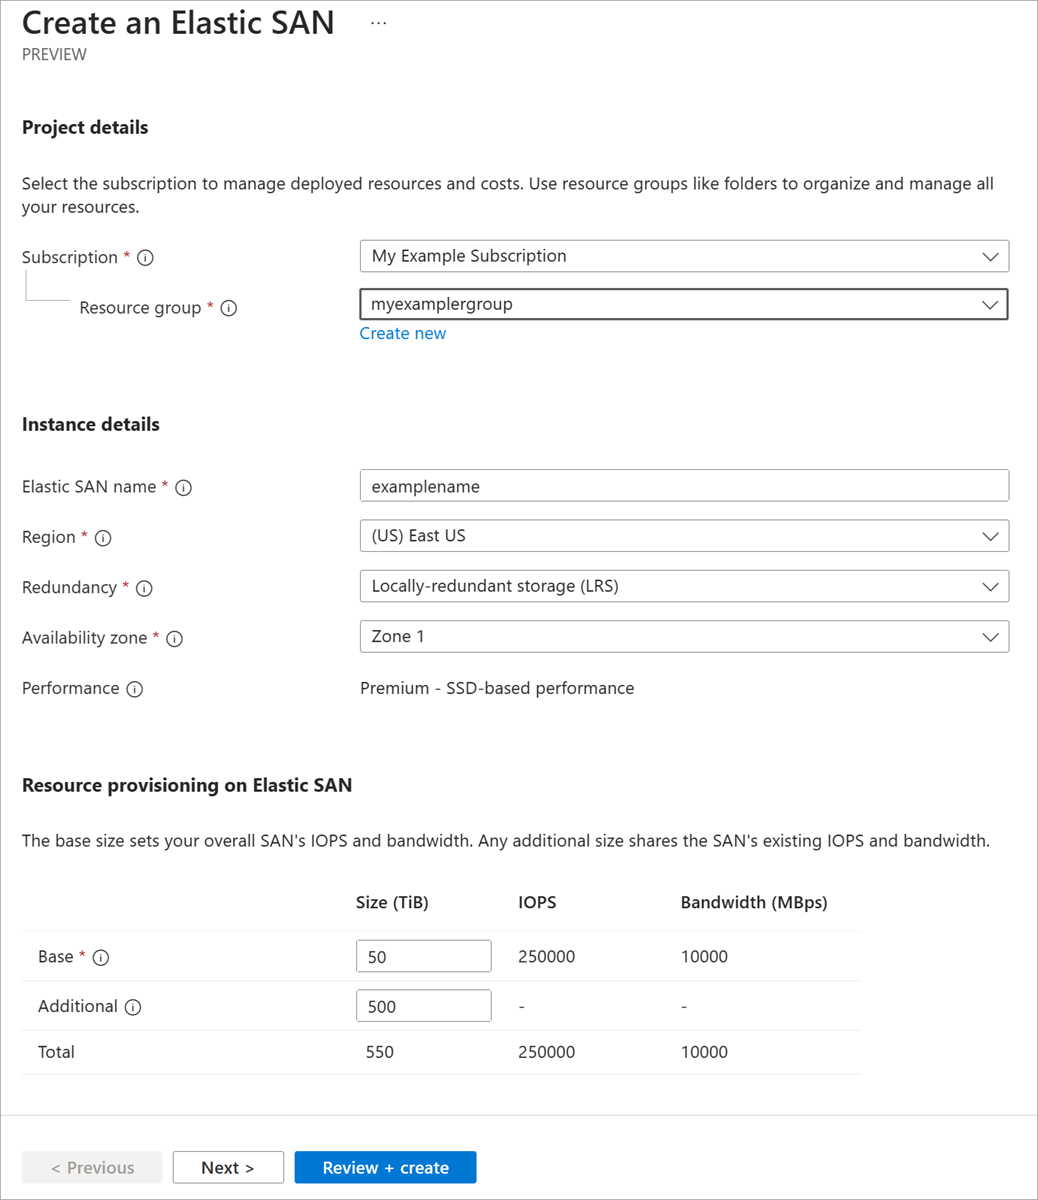 Create an Elastic SAN ...
PREVIEW
Project details
Select the subscription to manage deployed resources and costs. Use resource groups like folders to organize and manage all
your resources.
Subscription * My Example Subscription
Resource group * myexamplergroup
Create new
Instance details
Elastic SAN name * examplename
Region * (US) East US
Redundancy * Locally-redundant storage (LRS)
Availability zone * Zone 1
Performance Premium - SSD-based performance
Resource provisioning on Elastic SAN
The base size sets your overall SAN's IOPS and bandwidth. Any additional size shares the SAN's existing IOPS and bandwidth.
Size (TiB) IOPS Bandwidth (MBps)
Base * 50 250000 10000
Additional 500 - -
Total 550 250000 10000
< Previous Next > Review + create